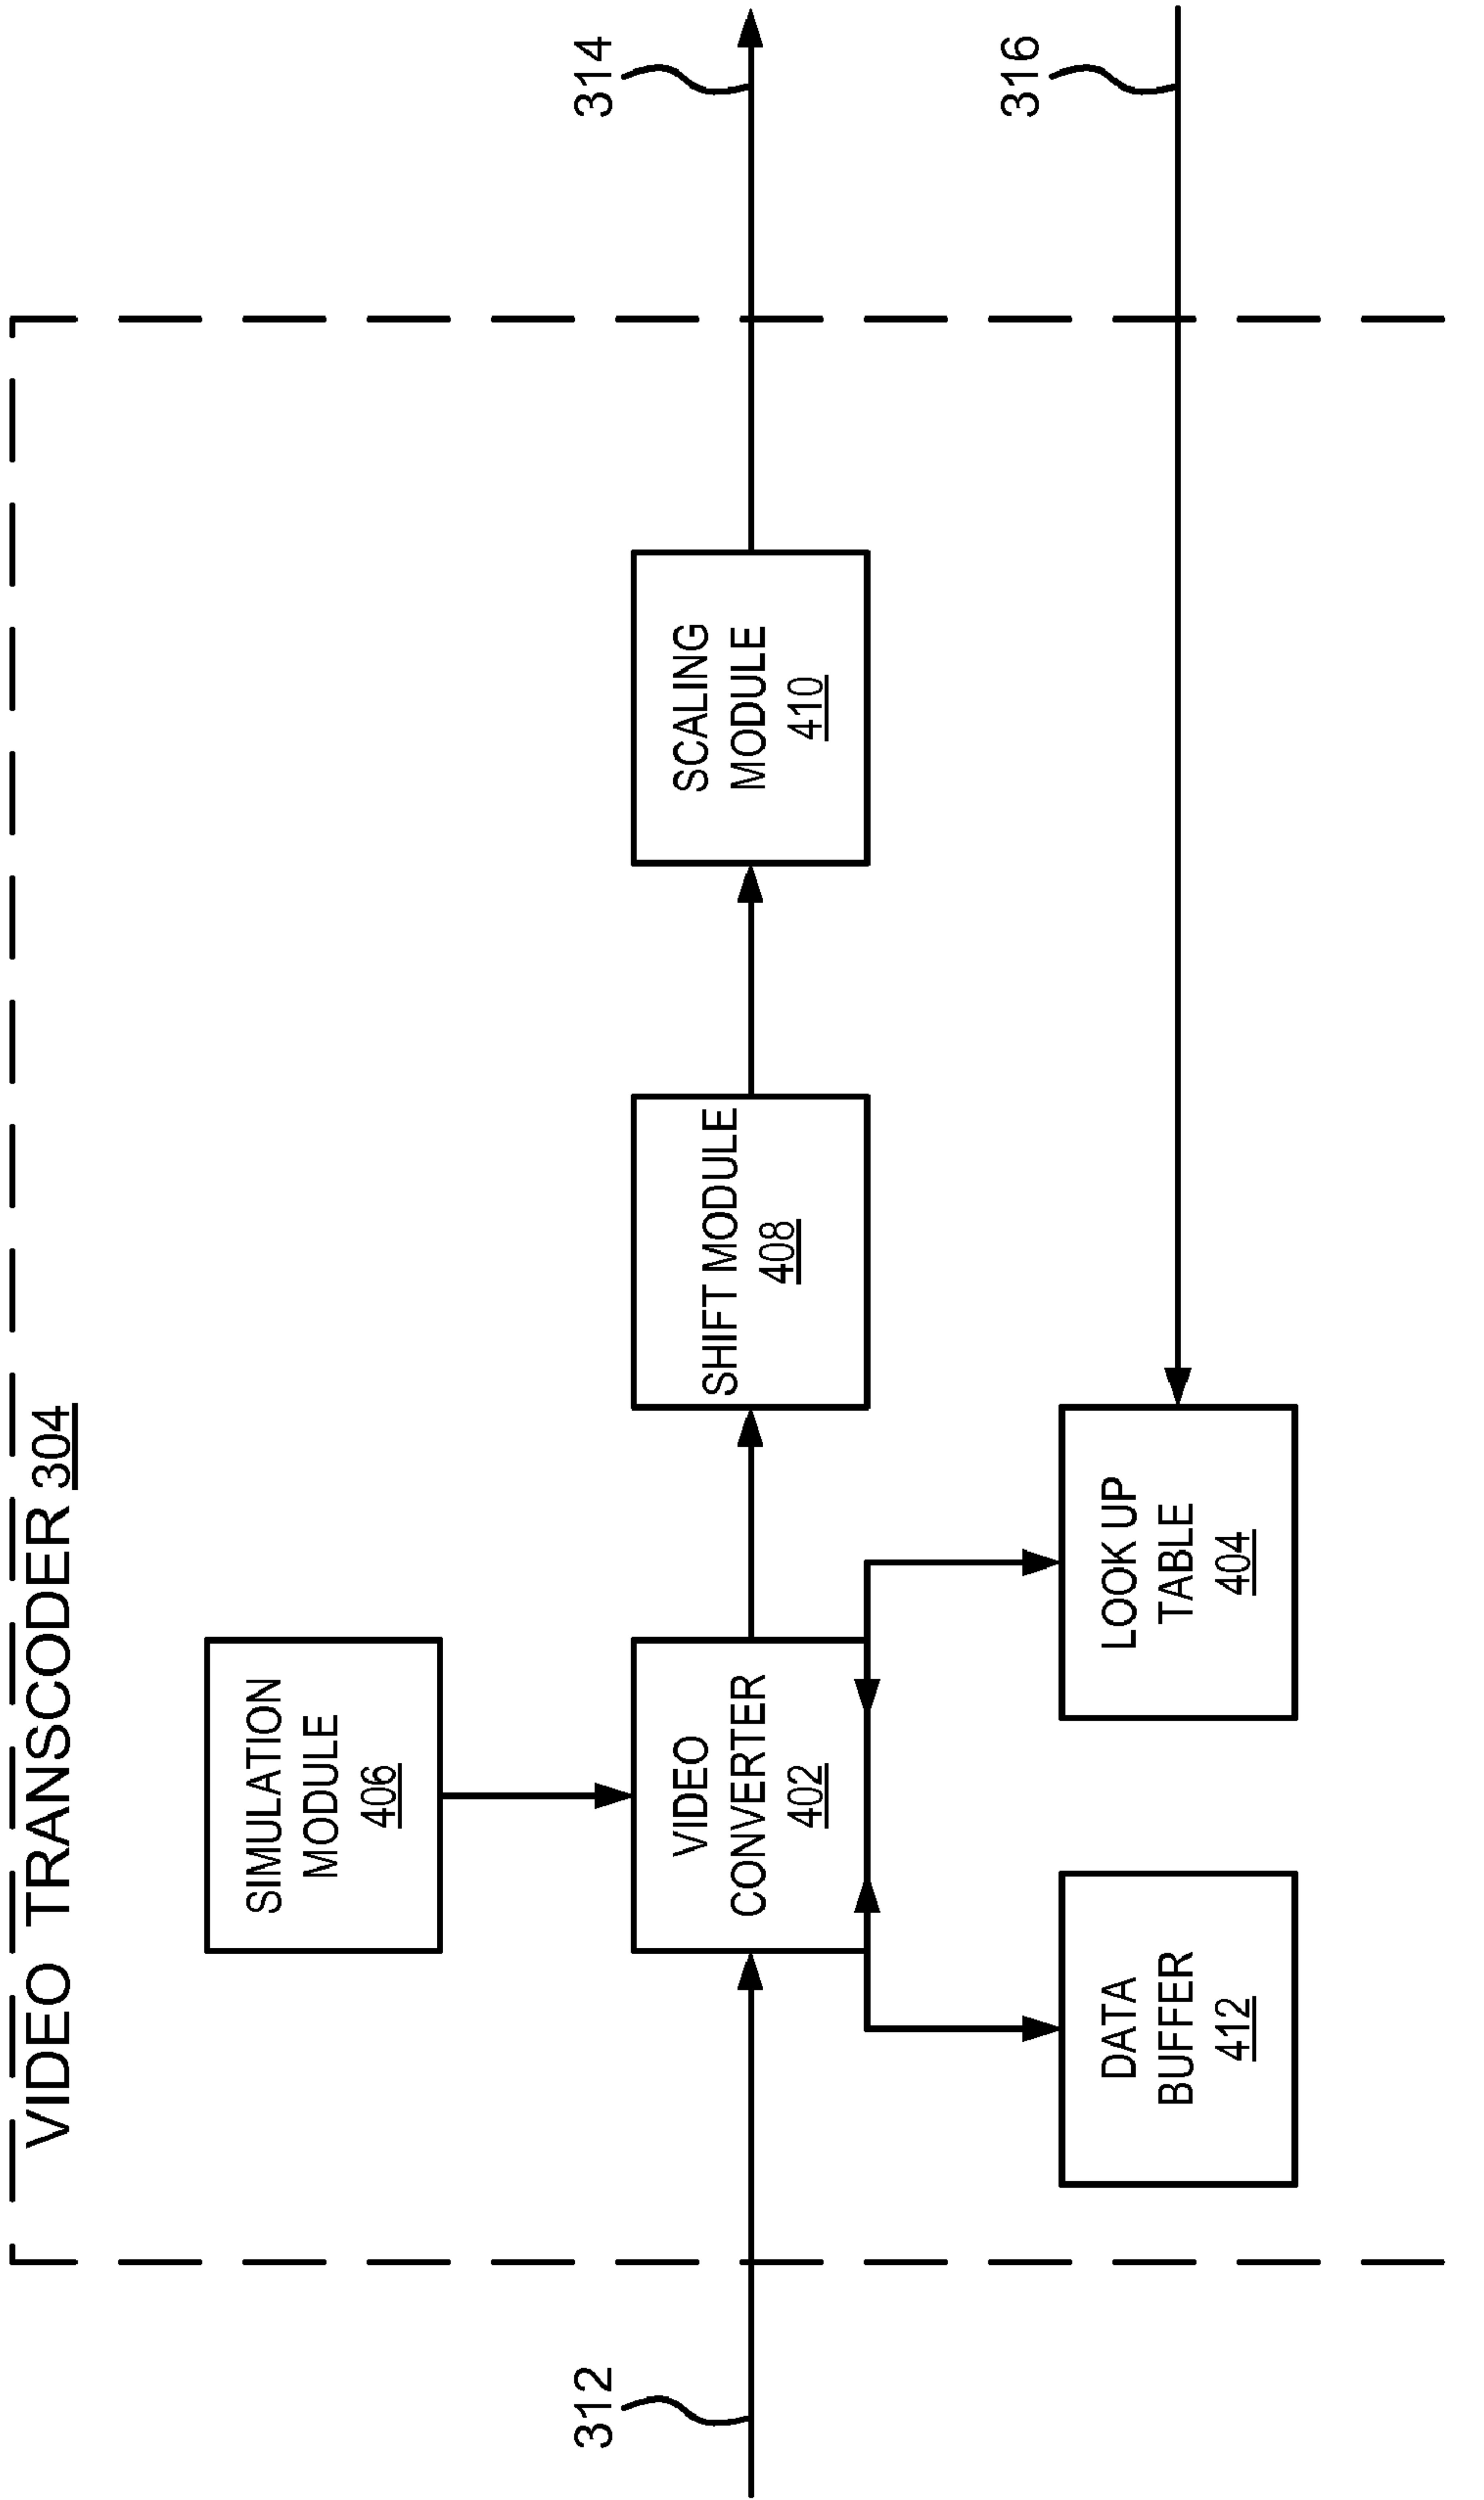 VIDEO TRANSCODER 304
SIMULATION
MODULE
406
312
314
VIDEO
CONVERTER
402
SHIFT MODULE
408
SCALING
MODULE
410
316
DATA
BUFFER
412
LOOK UP
TABLE
404